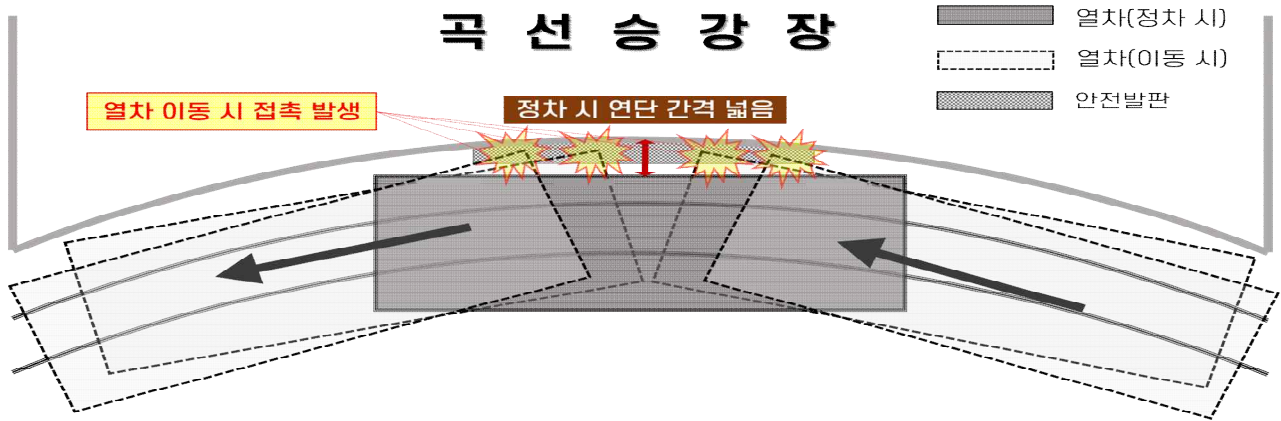 곡 선 승 강 장
열차(정차 시)
열차(이동 시)
안전발판
열차 이동 시 접촉 발생
정차 시 연단 간격 넓음